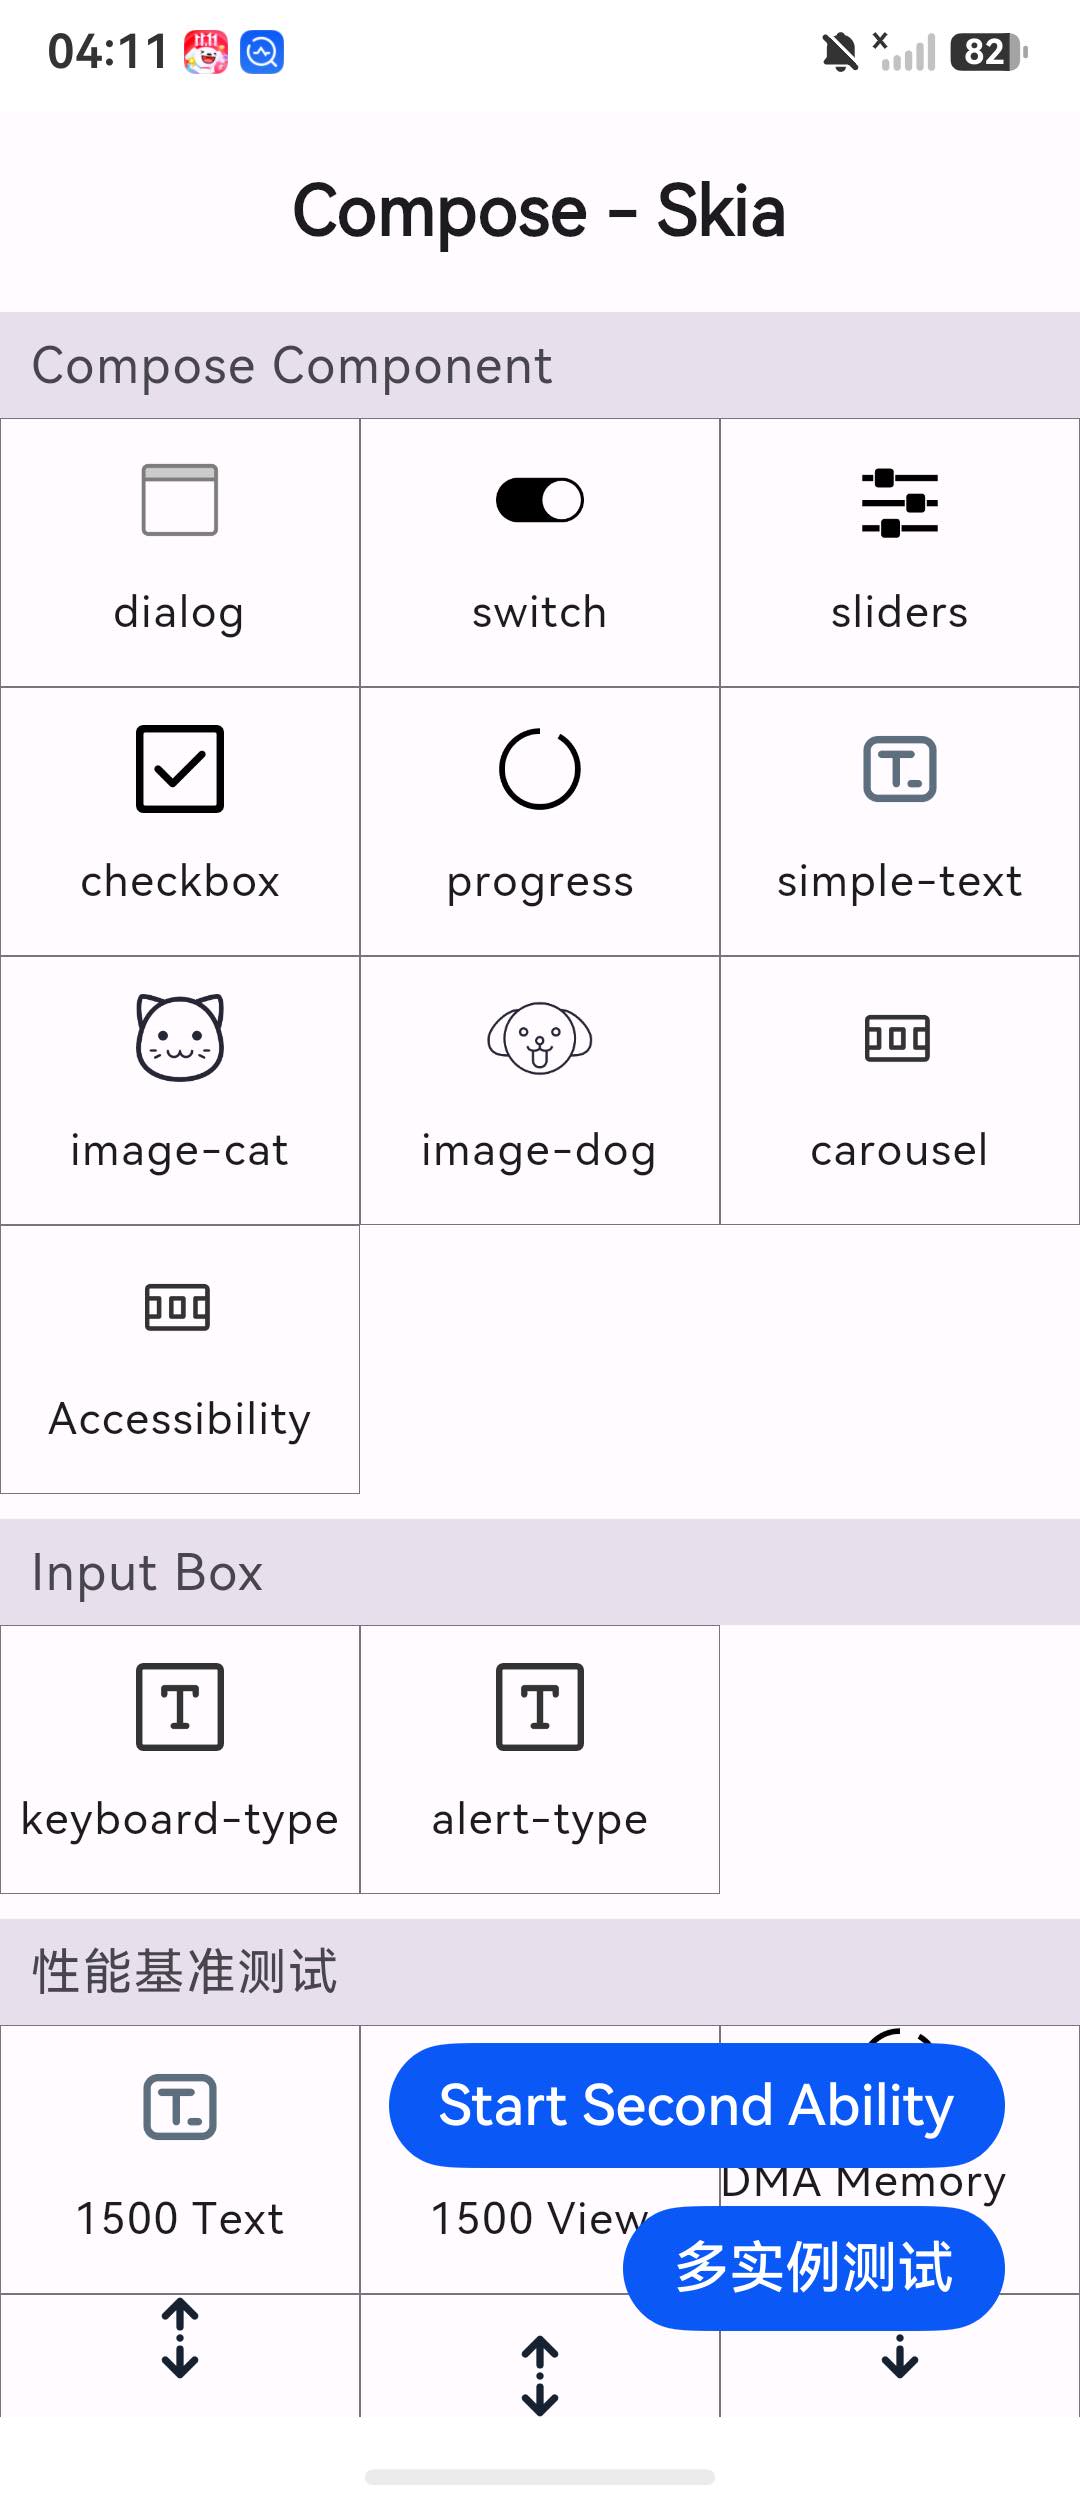 04:11
82
Compose - Skia
Compose Component
dialog
switch
sliders
checkbox
progress
simple-text
image-cat
image-dog
carousel
Accessibility
Input Box
keyboard-type
alert-type
性能基准测试
Start Second Ability
1500 Text
1500 View
DMA Memory
多实例测试